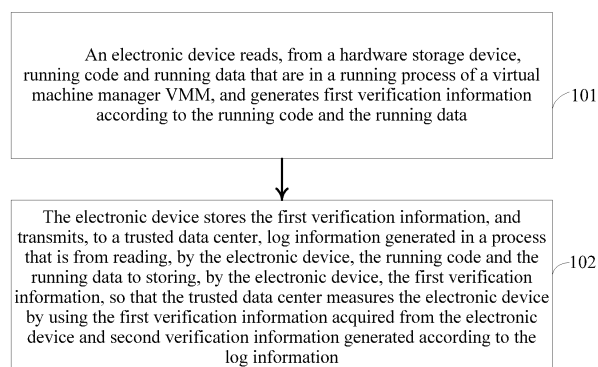 An electronic device reads, from a hardware storage device,
running code and running data that are in a running process of a virtual
machine manager VMM, and generates first verification information
according to the running code and the running data
101
The electronic device stores the first verification information, and
transmits, to a trusted data center, log information generated in a process
that is from reading, by the electronic device, the running code and the
running data to storing, by the electronic device, the first verification
information, so that the trusted data center measures the electronic device
by using the first verification information acquired from the electronic
device and second verification information generated according to the
log information
102